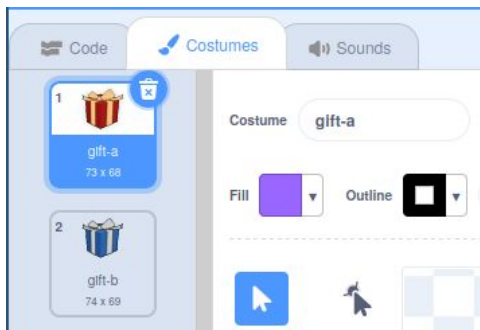 Code
Costumes
Sounds
1
gift-a
73 x 68
2
gift-b
74 x 69
Costume
gift-a
Fill
Outline